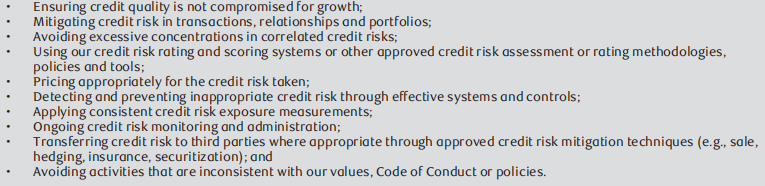 • Ensuring credit quality is not compromised for growth;
• Mitigating credit risk in transactions, relationships and portfolios;
• Avoiding excessive concentrations in correlated credit risks;
• Using our credit risk rating and scoring systems or other approved credit risk assessment or rating methodologies,
policies and tools;
• Pricing appropriately for the credit risk taken;
• Detecting and preventing inappropriate credit risk through effective systems and controls;
• Applying consistent credit risk exposure measurements;
• Ongoing credit risk monitoring and administration;
• Transferring credit risk to third parties where appropriate through approved credit risk mitigation techniques (e.g., sale,
hedging, insurance, securitization); and
• Avoiding activities that are inconsistent with our values, Code of Conduct or policies.